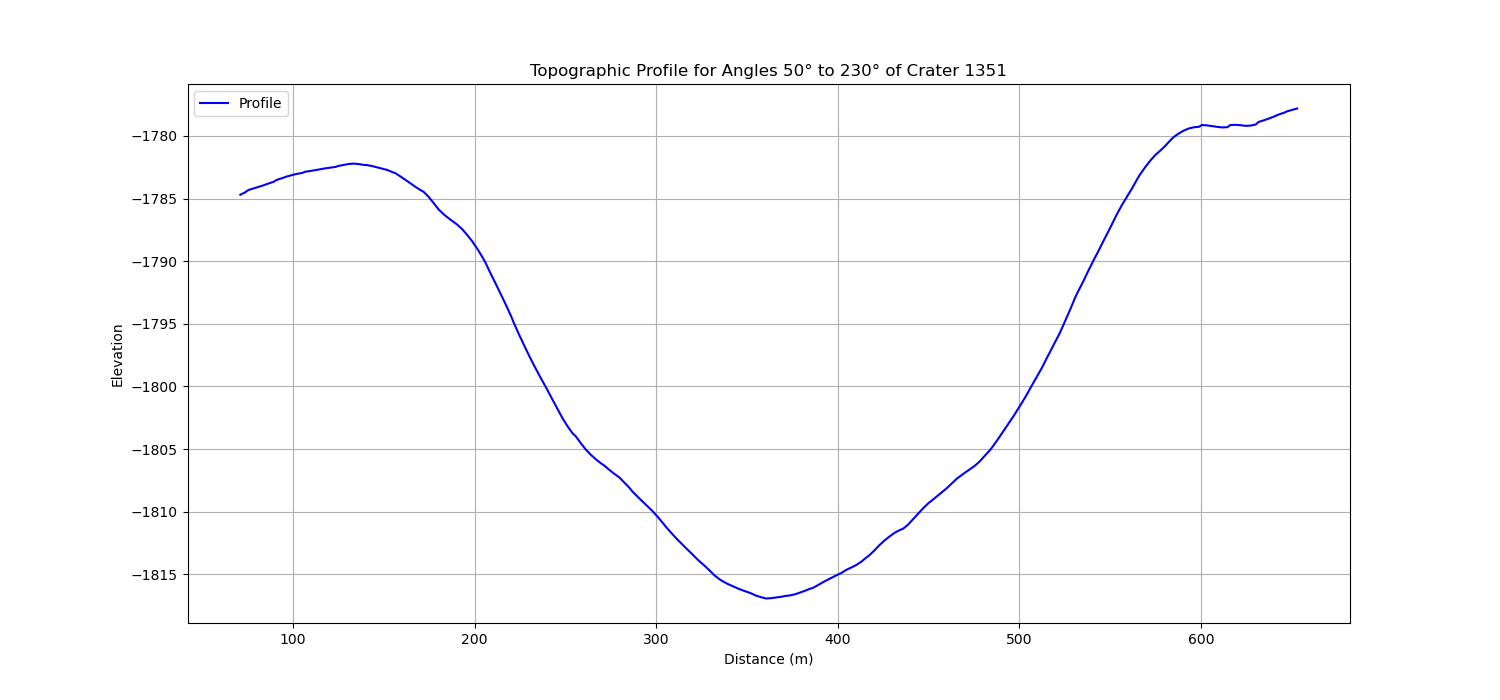 Topographic Profile for Angles 50° to 230° of Crater 1351
Profile
−1780
−1785
−1790
−1795
−1800
−1805
−1810
−1815
Elevation
100 200 300 400 500 600
Distance (m)